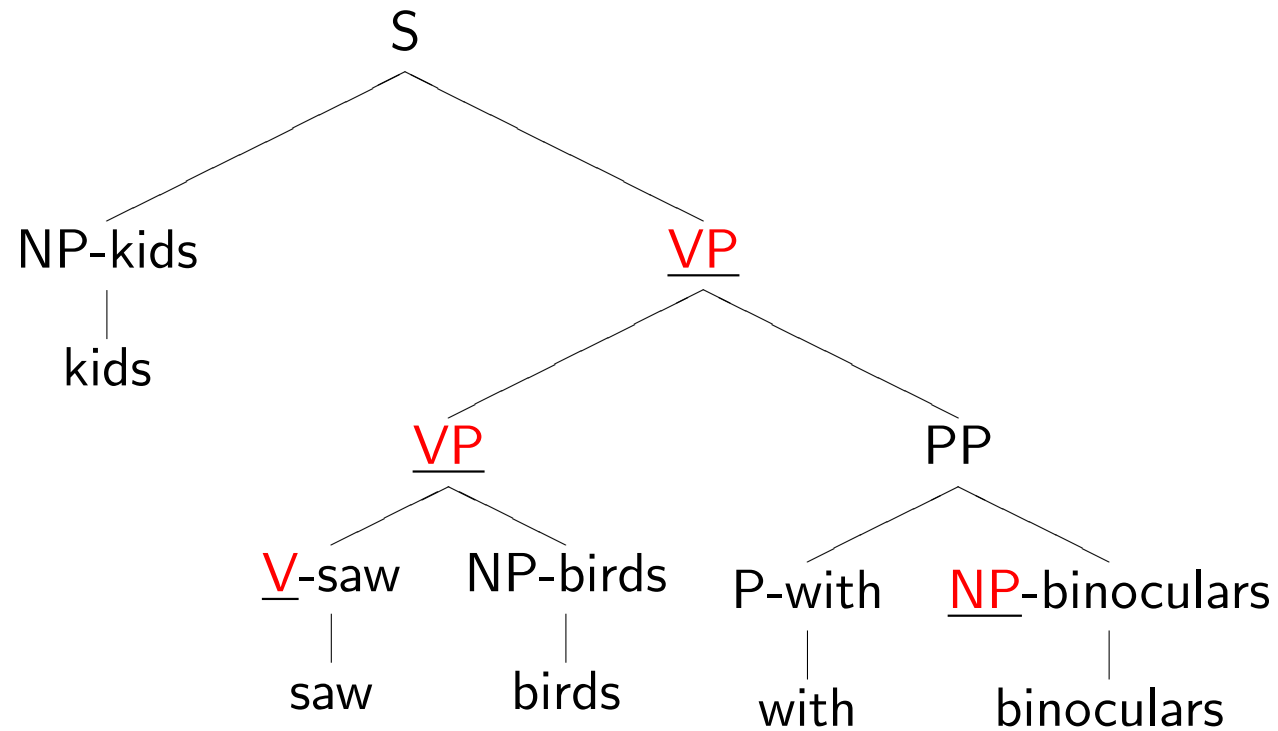 S
NP-kids VP
kids
VP PP
V-saw NP-birds P-with NP-binoculars
saw birds with binoculars